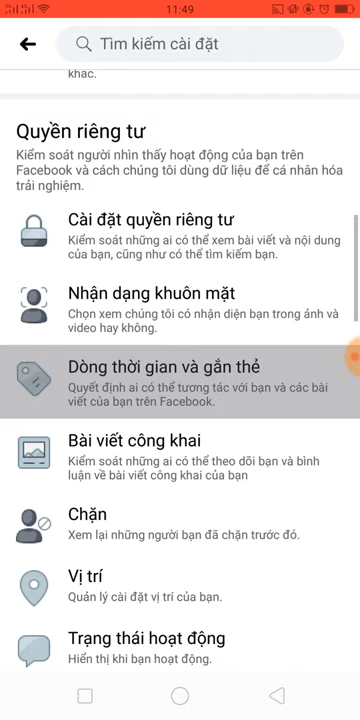 11:49
Tìm kiếm cài đặt
khác.
Quyền riêng tư
Kiểm soát người nhìn thấy hoạt động của bạn trên
Facebook và cách chúng tôi dùng dữ liệu để cá nhân hóa
trải nghiệm.
Cài đặt quyền riêng tư
Kiểm soát những ai có thể xem bài viết và nội dung
của bạn, cũng như có thể tìm kiếm bạn.
Nhận dạng khuôn mặt
Chọn xem chúng tôi có nhận diện bạn trong ảnh và
video hay không.
Dòng thời gian và gắn thẻ
Quyết định ai có thể tương tác với bạn và các bài
viết của bạn trên Facebook.
Bài viết công khai
Kiểm soát những ai có thể theo dõi bạn và bình
luận về bài viết công khai của bạn
Chặn
Xem lại những người bạn đã chặn trước đó.
Vị trí
Quản lý cài đặt vị trí của bạn.
Trạng thái hoạt động
Hiển thị khi bạn hoạt động.